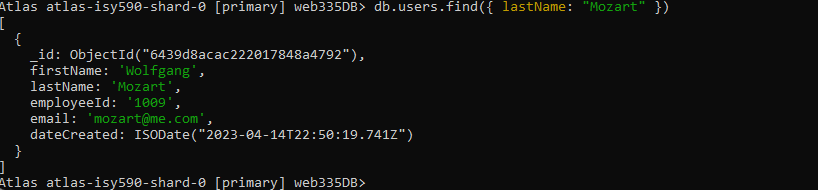 Atlas atlas-isy590-shard-0 [primary] web335DB> db.users.find({ lastName: "Mozart" })
[
  {
    _id: ObjectId("6439d8acac222017848a4792"),
    firstName: 'Wolfgang',
    lastName: 'Mozart',
    employeeId: '1009',
    email: 'mozart@me.com',
    dateCreated: ISODate("2023-04-14T22:50:19.741Z")
  }
]
Atlas atlas-isy590-shard-0 [primary] web335DB>